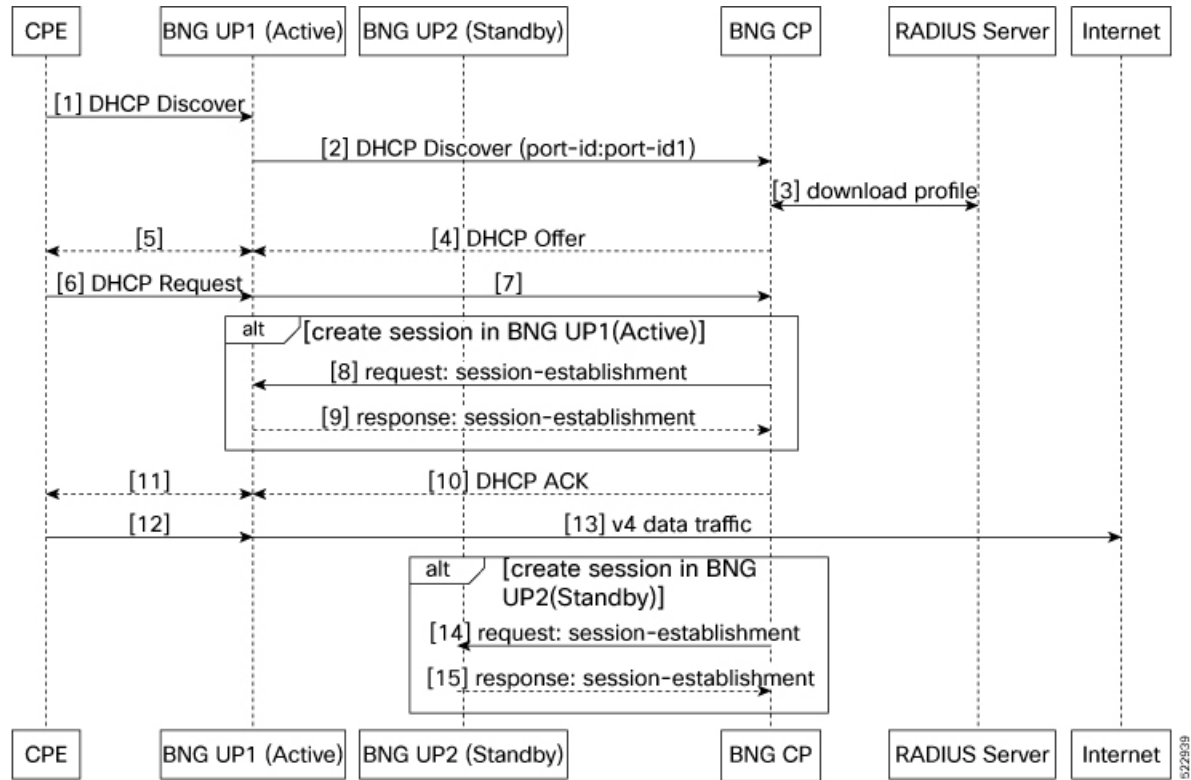 CPE
BNG UP1 (Active)
BNG UP2 (Standby)
BNG CP
RADIUS Server
Internet
[1] DHCP Discover
[2] DHCP Discover (port-id:port-id1)
[3] download profile
[5]
[4] DHCP Offer
[6] DHCP Request
[7]
alt
[create session in BNG UP1(Active)]
[8] request: session-establishment
[9] response: session-establishment
[11]
[10] DHCP ACK
[12]
[13] v4 data traffic
alt
[create session in BNG
UP2(Standby)]
[14] request: session-establishment
[15] response: session-establishment
CPE
BNG UP1 (Active)
BNG UP2 (Standby)
BNG CP
RADIUS Server
Internet
522939